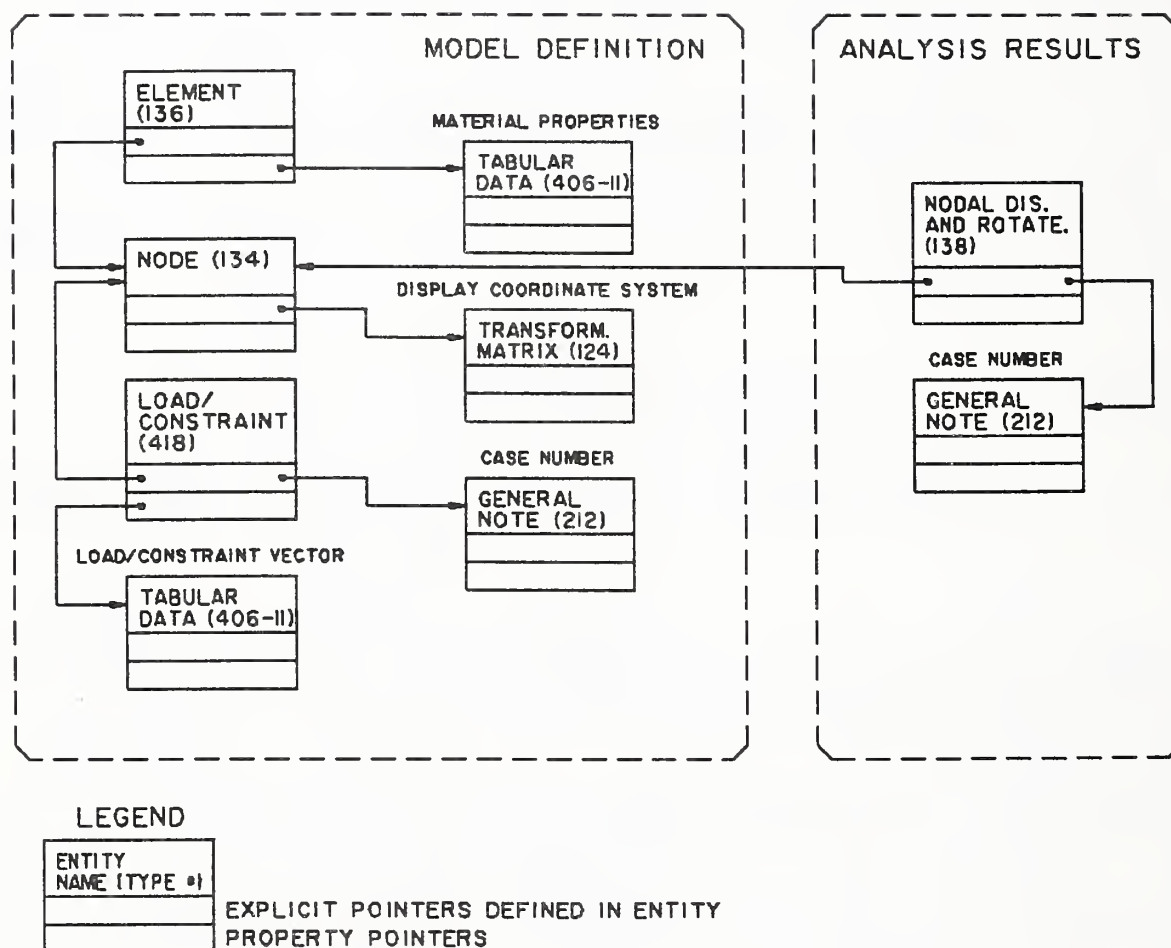 MODEL DEFINITION
ELEMENT
(136)
MATERIAL PROPERTIES
TABULAR
DATA (406-11)
NODE (134)
DISPLAY COORDINATE SYSTEM
TRANSFORM.
MATRIX (124)
LOAD/
CONSTRAINT
(418)
CASE NUMBER
GENERAL
NOTE (212)
LOAD/CONSTRAINT VECTOR
TABULAR
DATA (406-11)
ANALYSIS RESULTS
NODAL DIS.
AND ROTATE.
(138)
CASE NUMBER
GENERAL
NOTE (212)
LEGEND
ENTITY
NAME (TYPE #)
EXPLICIT POINTERS DEFINED IN ENTITY
PROPERTY POINTERS